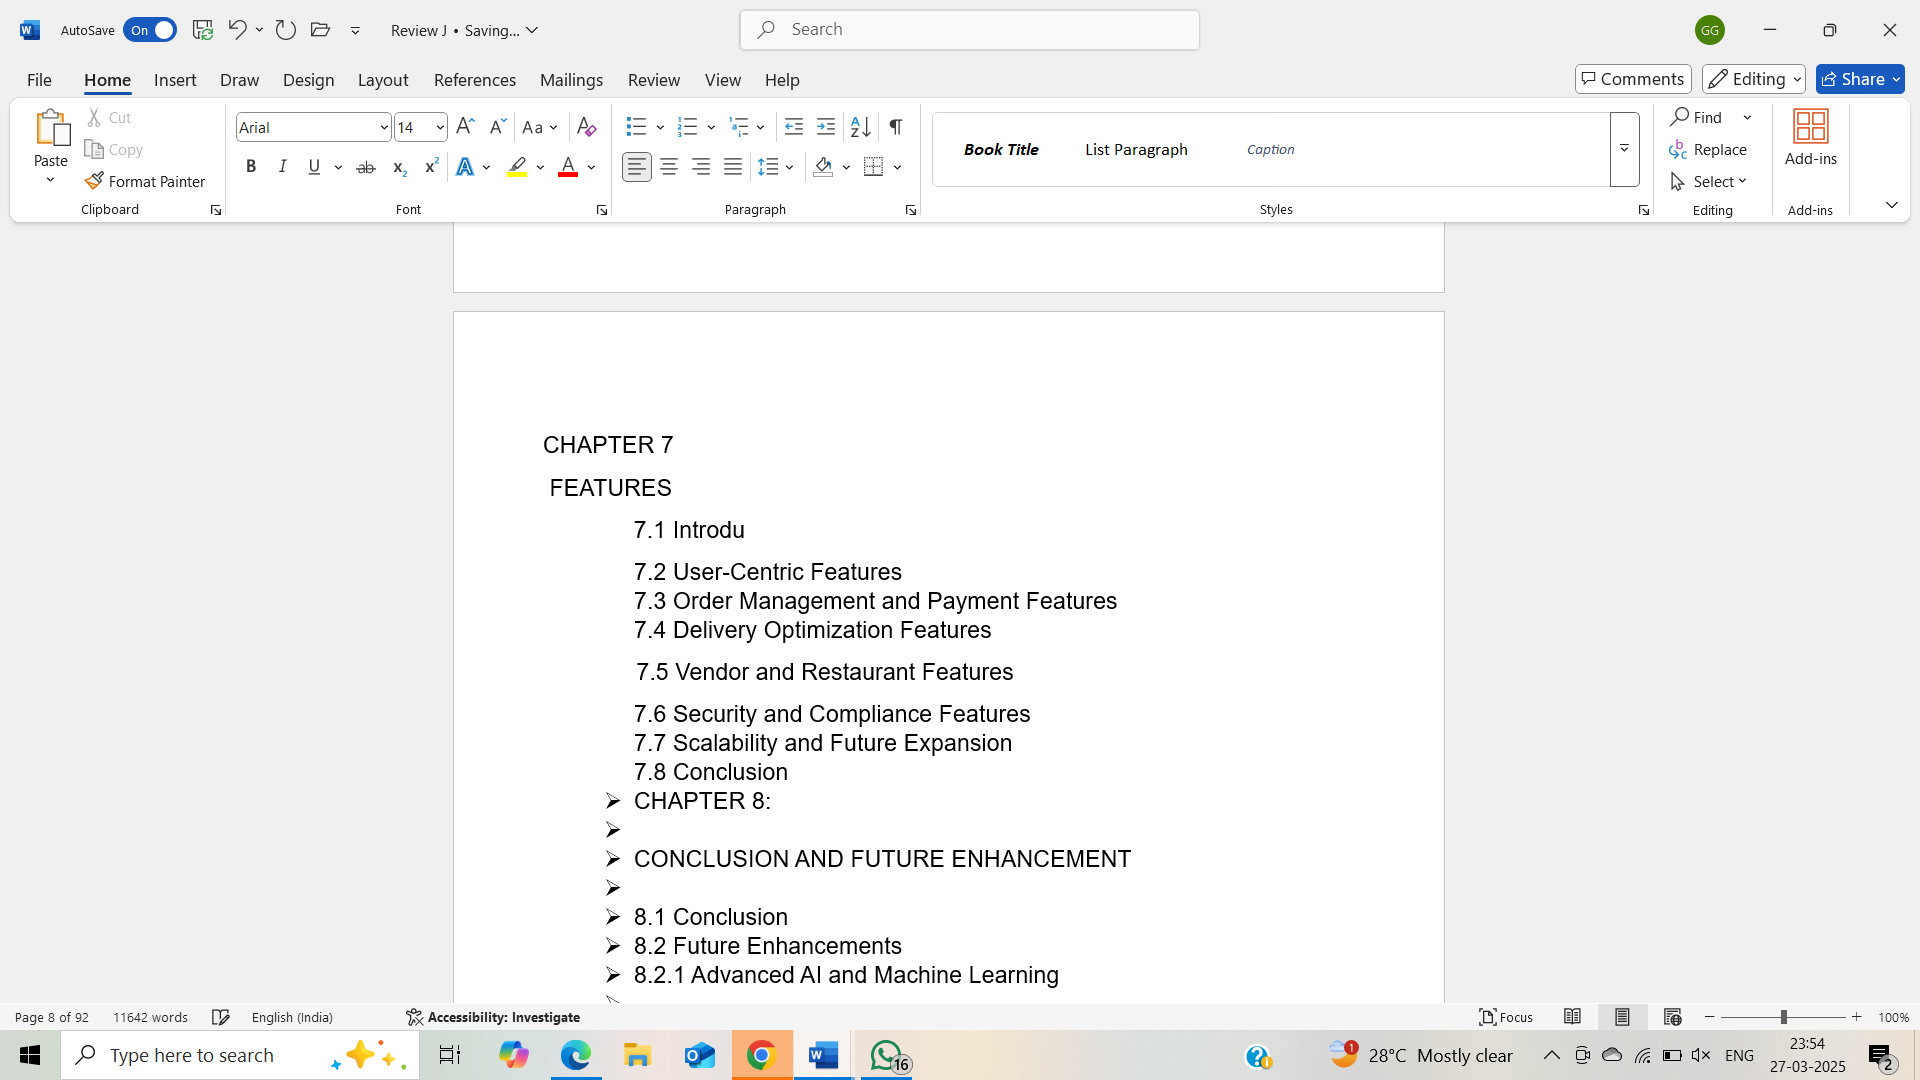 AutoSave On Review J • Saving... Search GG
File Home Insert Draw Design Layout References Mailings Review View Help Comments Editing Share
Paste Cut Copy Format Painter Clipboard
Arial 14 Aa Font
Paragraph
Book Title List Paragraph Caption Styles
Find Replace Select Editing
Add-ins Add-ins
CHAPTER 7
FEATURES
7.1 Introdu
7.2 User-Centric Features
7.3 Order Management and Payment Features
7.4 Delivery Optimization Features
7.5 Vendor and Restaurant Features
7.6 Security and Compliance Features
7.7 Scalability and Future Expansion
7.8 Conclusion
➢ CHAPTER 8:
➢
➢ CONCLUSION AND FUTURE ENHANCEMENT
➢
➢ 8.1 Conclusion
➢ 8.2 Future Enhancements
➢ 8.2.1 Advanced AI and Machine Learning
Page 8 of 92 11642 words English (India) Accessibility: Investigate Focus 100%
Type here to search 16 1 28°C Mostly clear ENG 23:54
27-03-2025 2